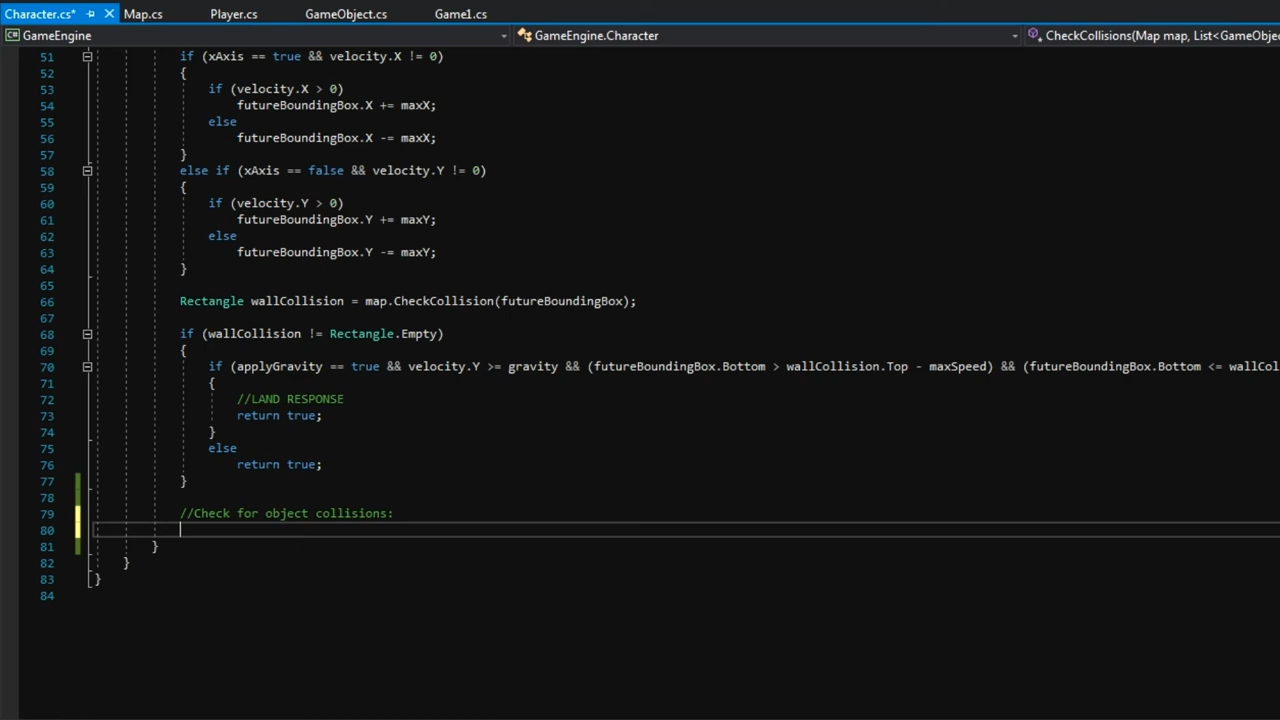 Character.cs* Map.cs Player.cs GameObject.cs Game1.cs
GameEngine GameEngine.Character CheckCollisions(Map map, List<GameObjec
51 if (xAxis == true && velocity.X != 0)
52 {
53 if (velocity.X > 0)
54 futureBoundingBox.X += maxX;
55 else
56 futureBoundingBox.X -= maxX;
57 }
58 else if (xAxis == false && velocity.Y != 0)
59 {
60 if (velocity.Y > 0)
61 futureBoundingBox.Y += maxY;
62 else
63 futureBoundingBox.Y -= maxY;
64 }
65
66 Rectangle wallCollision = map.CheckCollision(futureBoundingBox);
67
68 if (wallCollision != Rectangle.Empty)
69 {
70 if (applyGravity == true && velocity.Y >= gravity && (futureBoundingBox.Bottom > wallCollision.Top - maxSpeed) && (futureBoundingBox.Bottom <= wallCol
71 {
72 //LAND RESPONSE
73 return true;
74 }
75 else
76 return true;
77 }
78
79 //Check for object collisions:
80
81 }
82 }
83 }
84